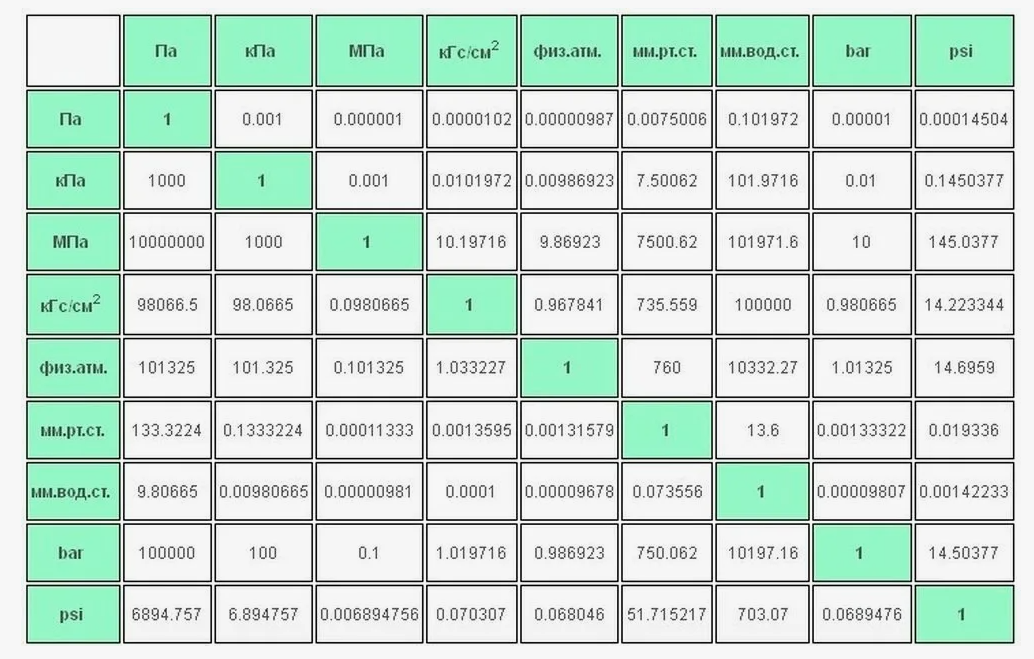 Па кПа МПа кГс/см² физ.атм. мм.рт.ст. мм.вод.ст. bar psi
Па 1 0.001 0.000001 0.0000102 0.00000987 0.0075006 0.101972 0.00001 0.00014504
кПа 1000 1 0.001 0.0101972 0.00986923 7.50062 101.9716 0.01 0.1450377
МПа 10000000 1000 1 10.19716 9.86923 7500.62 101971.6 10 145.0377
кГс/см² 98066.5 98.0665 0.0980665 1 0.967841 735.559 100000 0.980665 14.223344
физ.атм. 101325 101.325 0.101325 1.033227 1 760 10332.27 1.01325 14.6959
мм.рт.ст. 133.3224 0.1333224 0.00011333 0.0013595 0.00131579 1 13.6 0.00133322 0.019336
мм.вод.ст. 9.80665 0.00980665 0.00000981 0.0001 0.00009678 0.073556 1 0.00009807 0.00142233
bar 100000 100 0.1 1.019716 0.986923 750.062 10197.16 1 14.50377
psi 6894.757 6.894757 0.006894756 0.070307 0.068046 51.715217 703.07 0.0689476 1